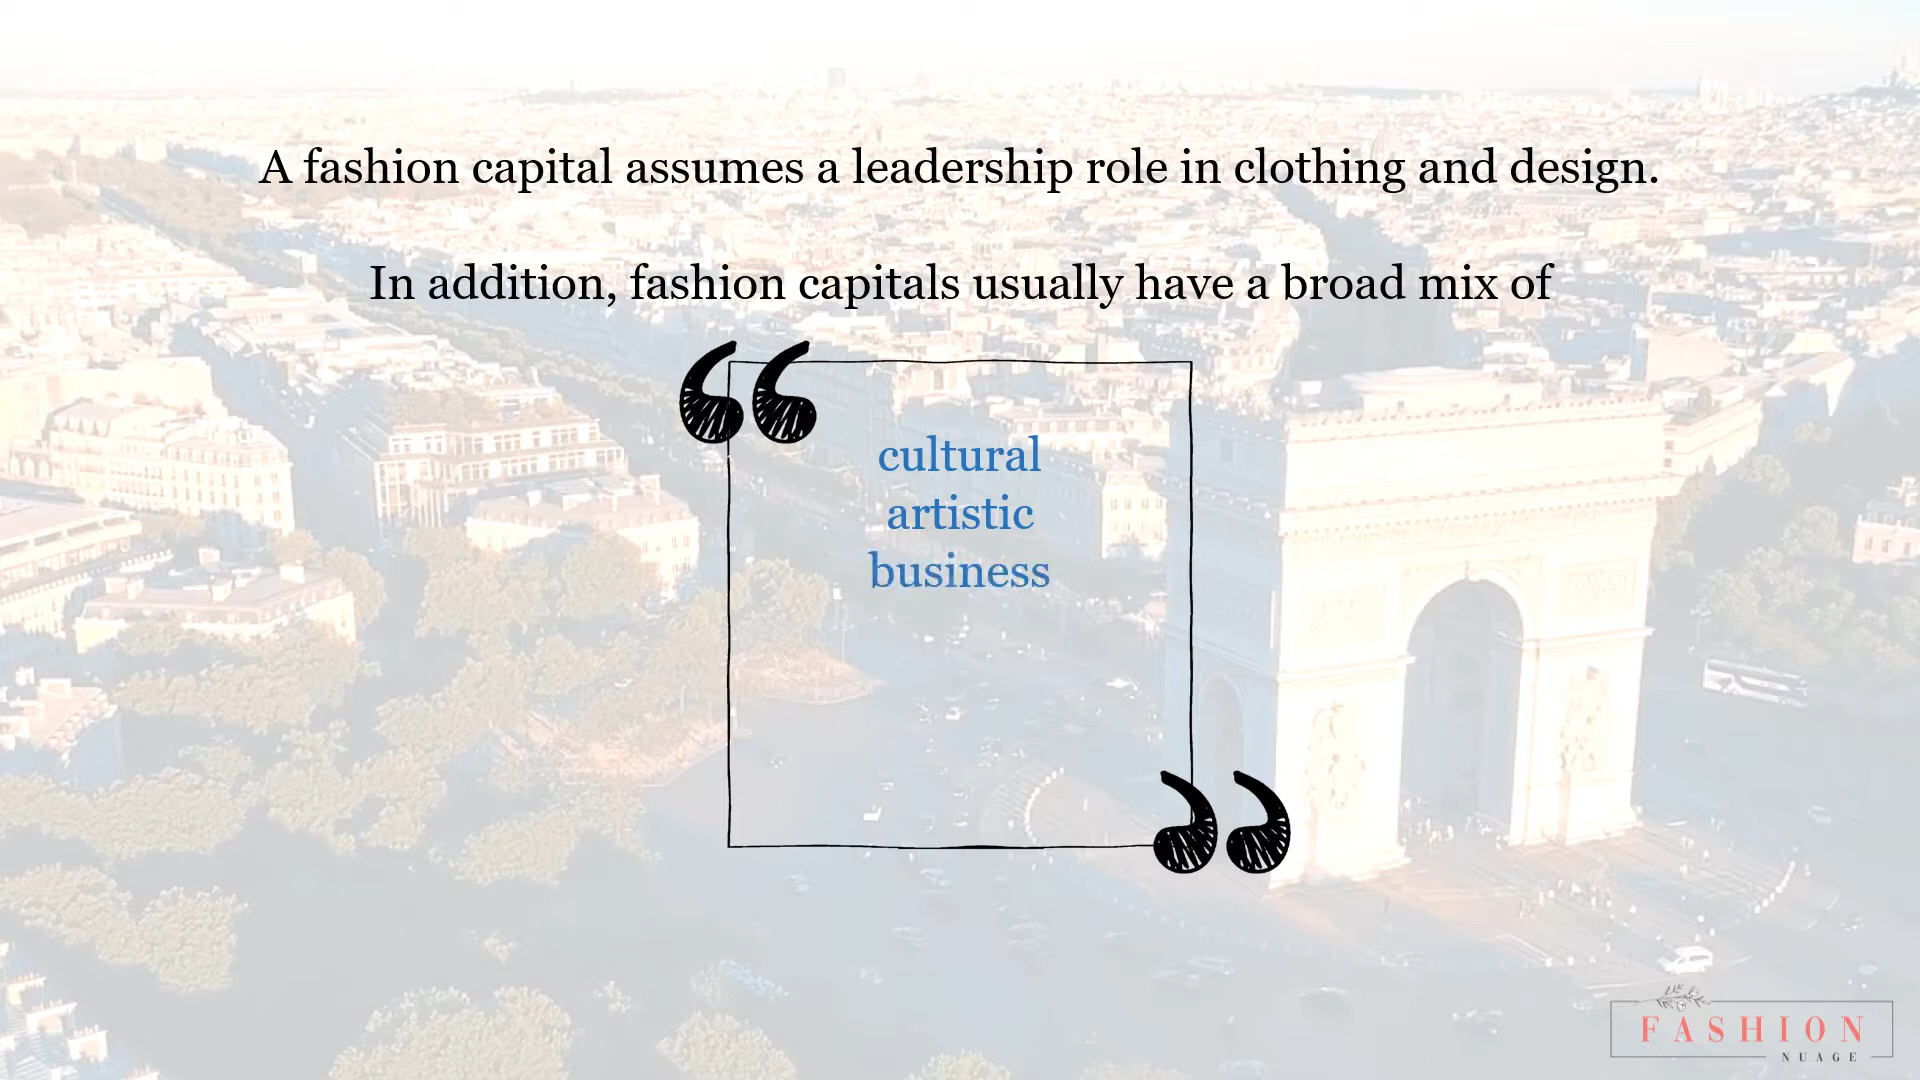 A fashion capital assumes a leadership role in clothing and design.
In addition, fashion capitals usually have a broad mix of
“
cultural
artistic
business
”
FASHION
NUAGE